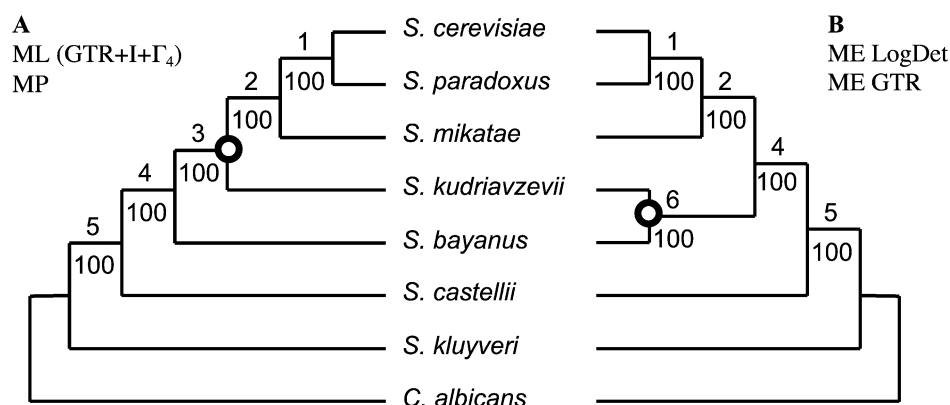 A
ML (GTR+I+Γ4)
MP
B
ME LogDet
ME GTR
S. cerevisiae
1 1
100 100
S. paradoxus
2 2
100 100
S. mikatae
3 4
100 100
S. kudriavzevii
4 6
100 100
5 5
100 100
S. bayanus
S. castellii
S. kluyveri
C. albicans